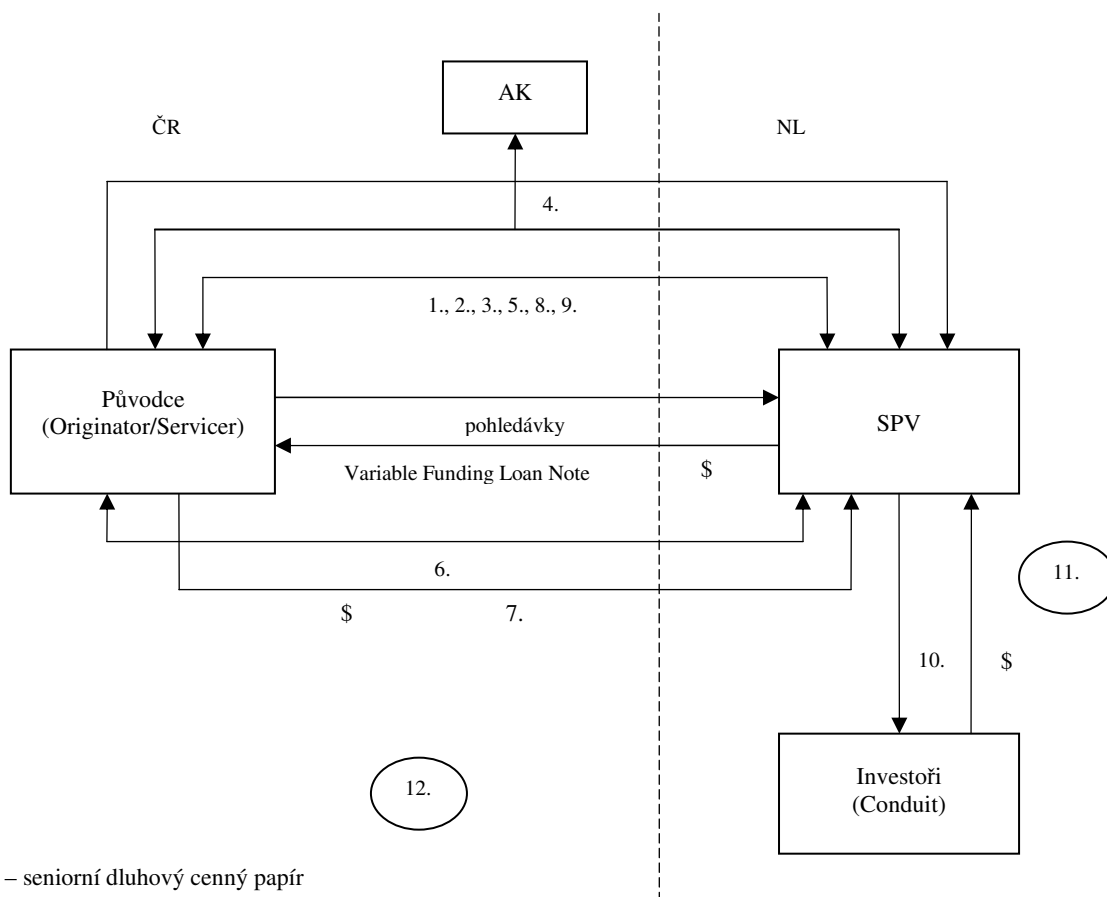 AK
ČR
NL
4.
1., 2., 3., 5., 8., 9.
Původce
(Originator/Servicer)
pohledávky
SPV
Variable Funding Loan Note
$
6.
11.
$
7.
10.
$
12.
Investoři
(Conduit)
– seniorní dluhový cenný papír